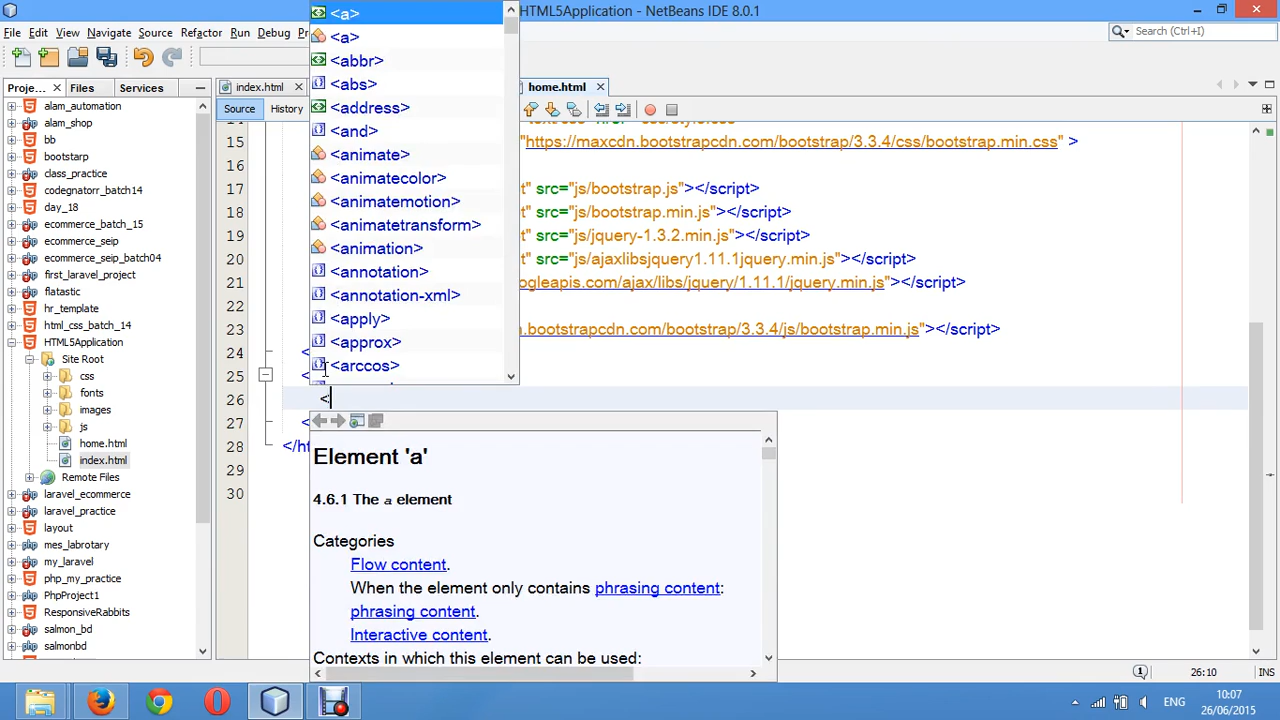 HTML5Application - NetBeans IDE 8.0.1
File Edit View Navigate Source Refactor Run Debug
Search (Ctrl+I)
Proje... Files Services
index.html
home.html
Source History
alam_automation
alam_shop
bb
bootstarp
class_practice
codegnatorr_batch14
day_18
ecommerce_batch_15
ecommerce_seip
ecommerce_seip_batch04
first_laravel_project
flatastic
hr_template
html_css_batch_14
HTML5Application
Site Root
css
fonts
images
js
home.html
index.html
Remote Files
laravel_ecommerce
laravel_practice
layout
mes_labrotary
my_laravel
php_my_practice
PhpProject1
ResponsiveRabbits
salmon_bd
salmonbd
<a>
<a>
<abbr>
<abs>
<address>
<and>
<animate>
<animatecolor>
<animatemotion>
<animatetransform>
<animation>
<annotation>
<annotation-xml>
<apply>
<approx>
<arccos>
15 "https://maxcdn.bootstrapcdn.com/bootstrap/3.3.4/css/bootstrap.min.css" >
16
17 t" src="js/bootstrap.js"></script>
18 t" src="js/bootstrap.min.js"></script>
19 t" src="js/jquery-1.3.2.min.js"></script>
20 t" src="js/ajaxlibsjquery1.11.1jquery.min.js"></script>
21 ogleapis.com/ajax/libs/jquery/1.11.1/jquery.min.js"></script>
22
23 n.bootstrapcdn.com/bootstrap/3.3.4/js/bootstrap.min.js"></script>
24 <
25 <
26 <
27 <
28 </h
29
30
Element 'a'
4.6.1 The a element
Categories
Flow content.
When the element only contains phrasing content:
phrasing content.
Interactive content.
Contexts in which this element can be used:
1 26:10 INS
ENG 10:07
26/06/2015